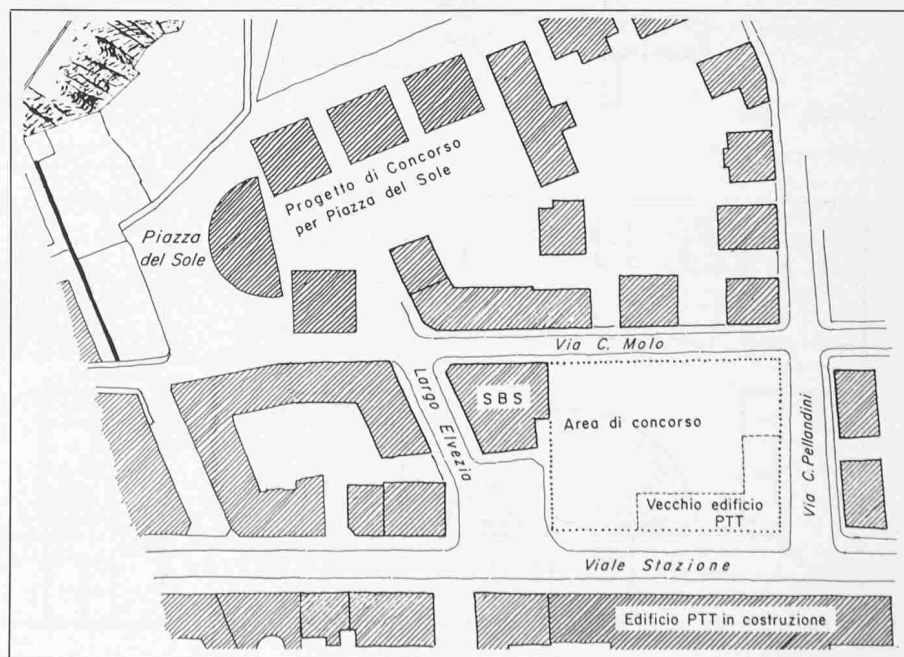 Progetto di Concorso
per Piazza del Sole
Piazza
del Sole
Via C. Molo
Largo Elvezia
SBS
Area di concorso
Via C. Pellandini
Vecchio edificio
PTT
Viale Stazione
Edificio PTT in costruzione